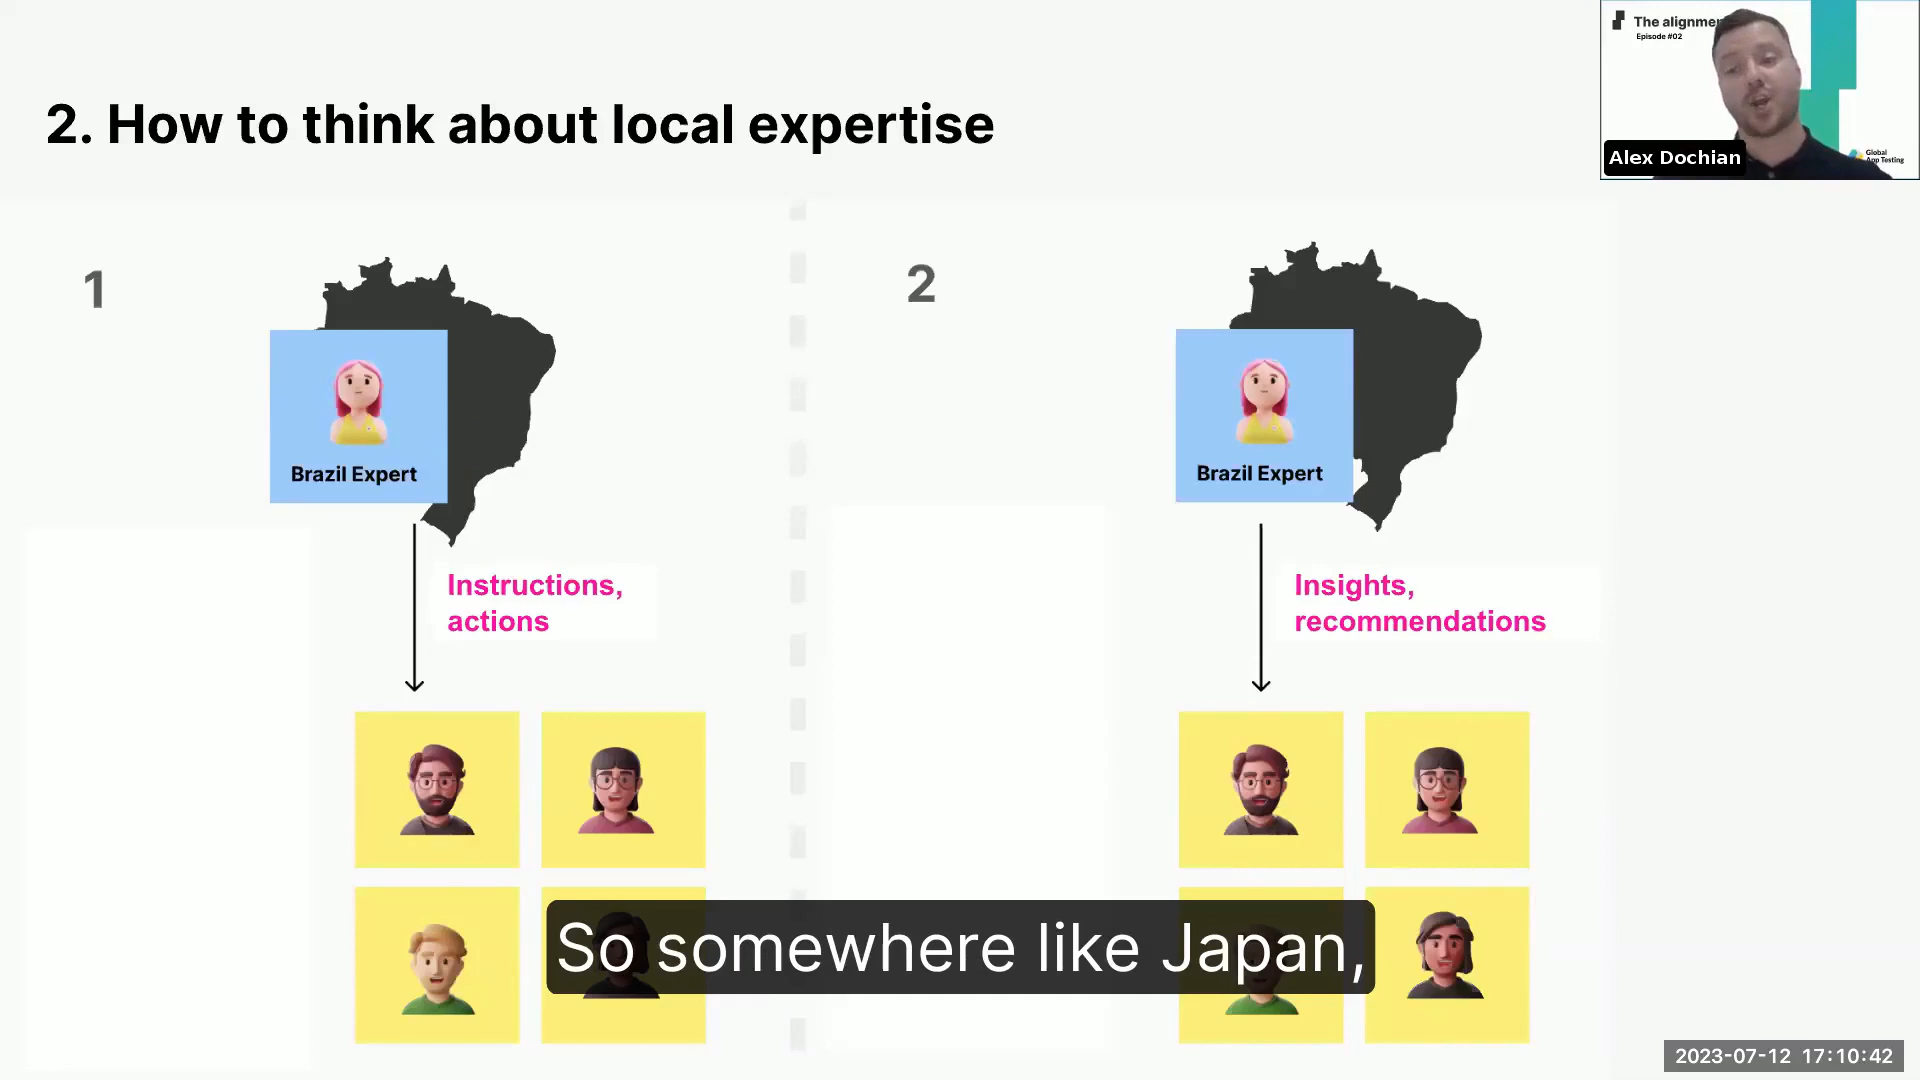 The alignmen
Episode #02
Alex Dochian
Global
App Testing
2. How to think about local expertise
1
Brazil Expert
Instructions,
actions
2
Brazil Expert
Insights,
recommendations
So somewhere like Japan,
2023-07-12 17:10:42